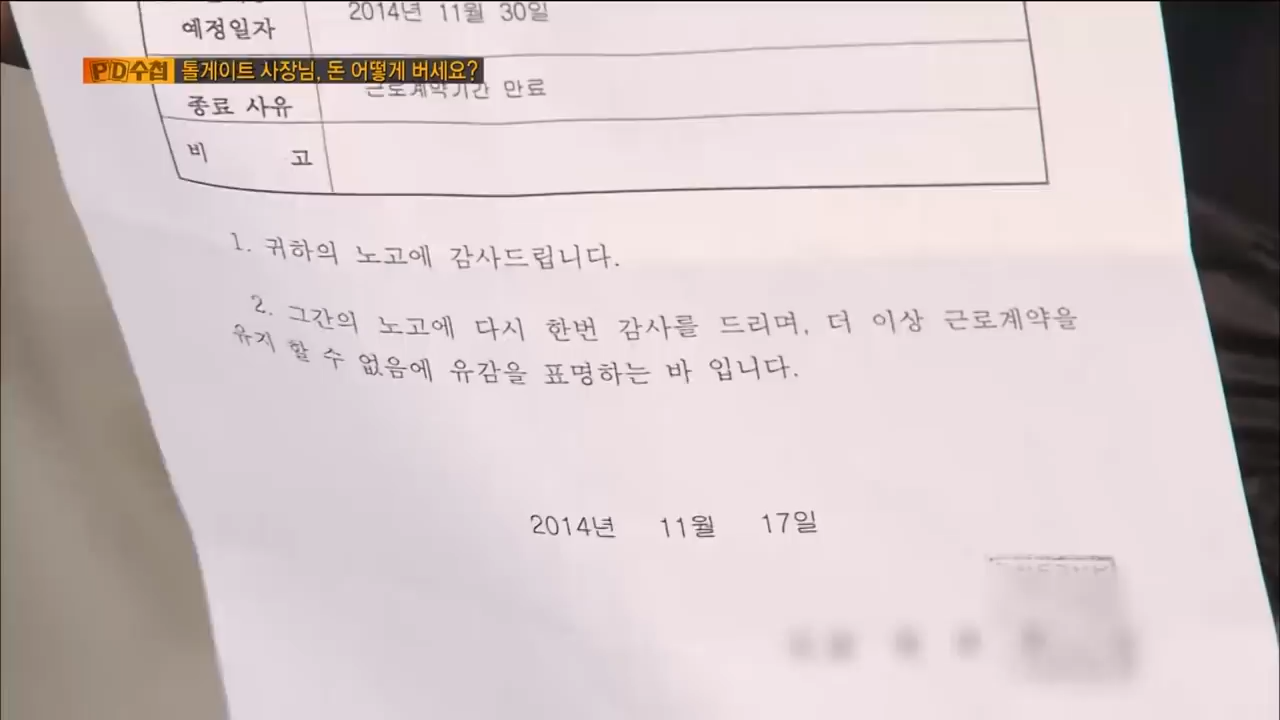 2014년 11월 30일
예정일자
PD수첩 톨게이트 사장님, 돈 어떻게 버세요?
근로계약기간 만료
종료 사유
비 고
1. 귀하의 노고에 감사드립니다.
2. 그간의 노고에 다시 한번 감사를 드리며, 더 이상 근로계약을
유지 할 수 없음에 유감을 표명하는 바 입니다.
2014년 11월 17일